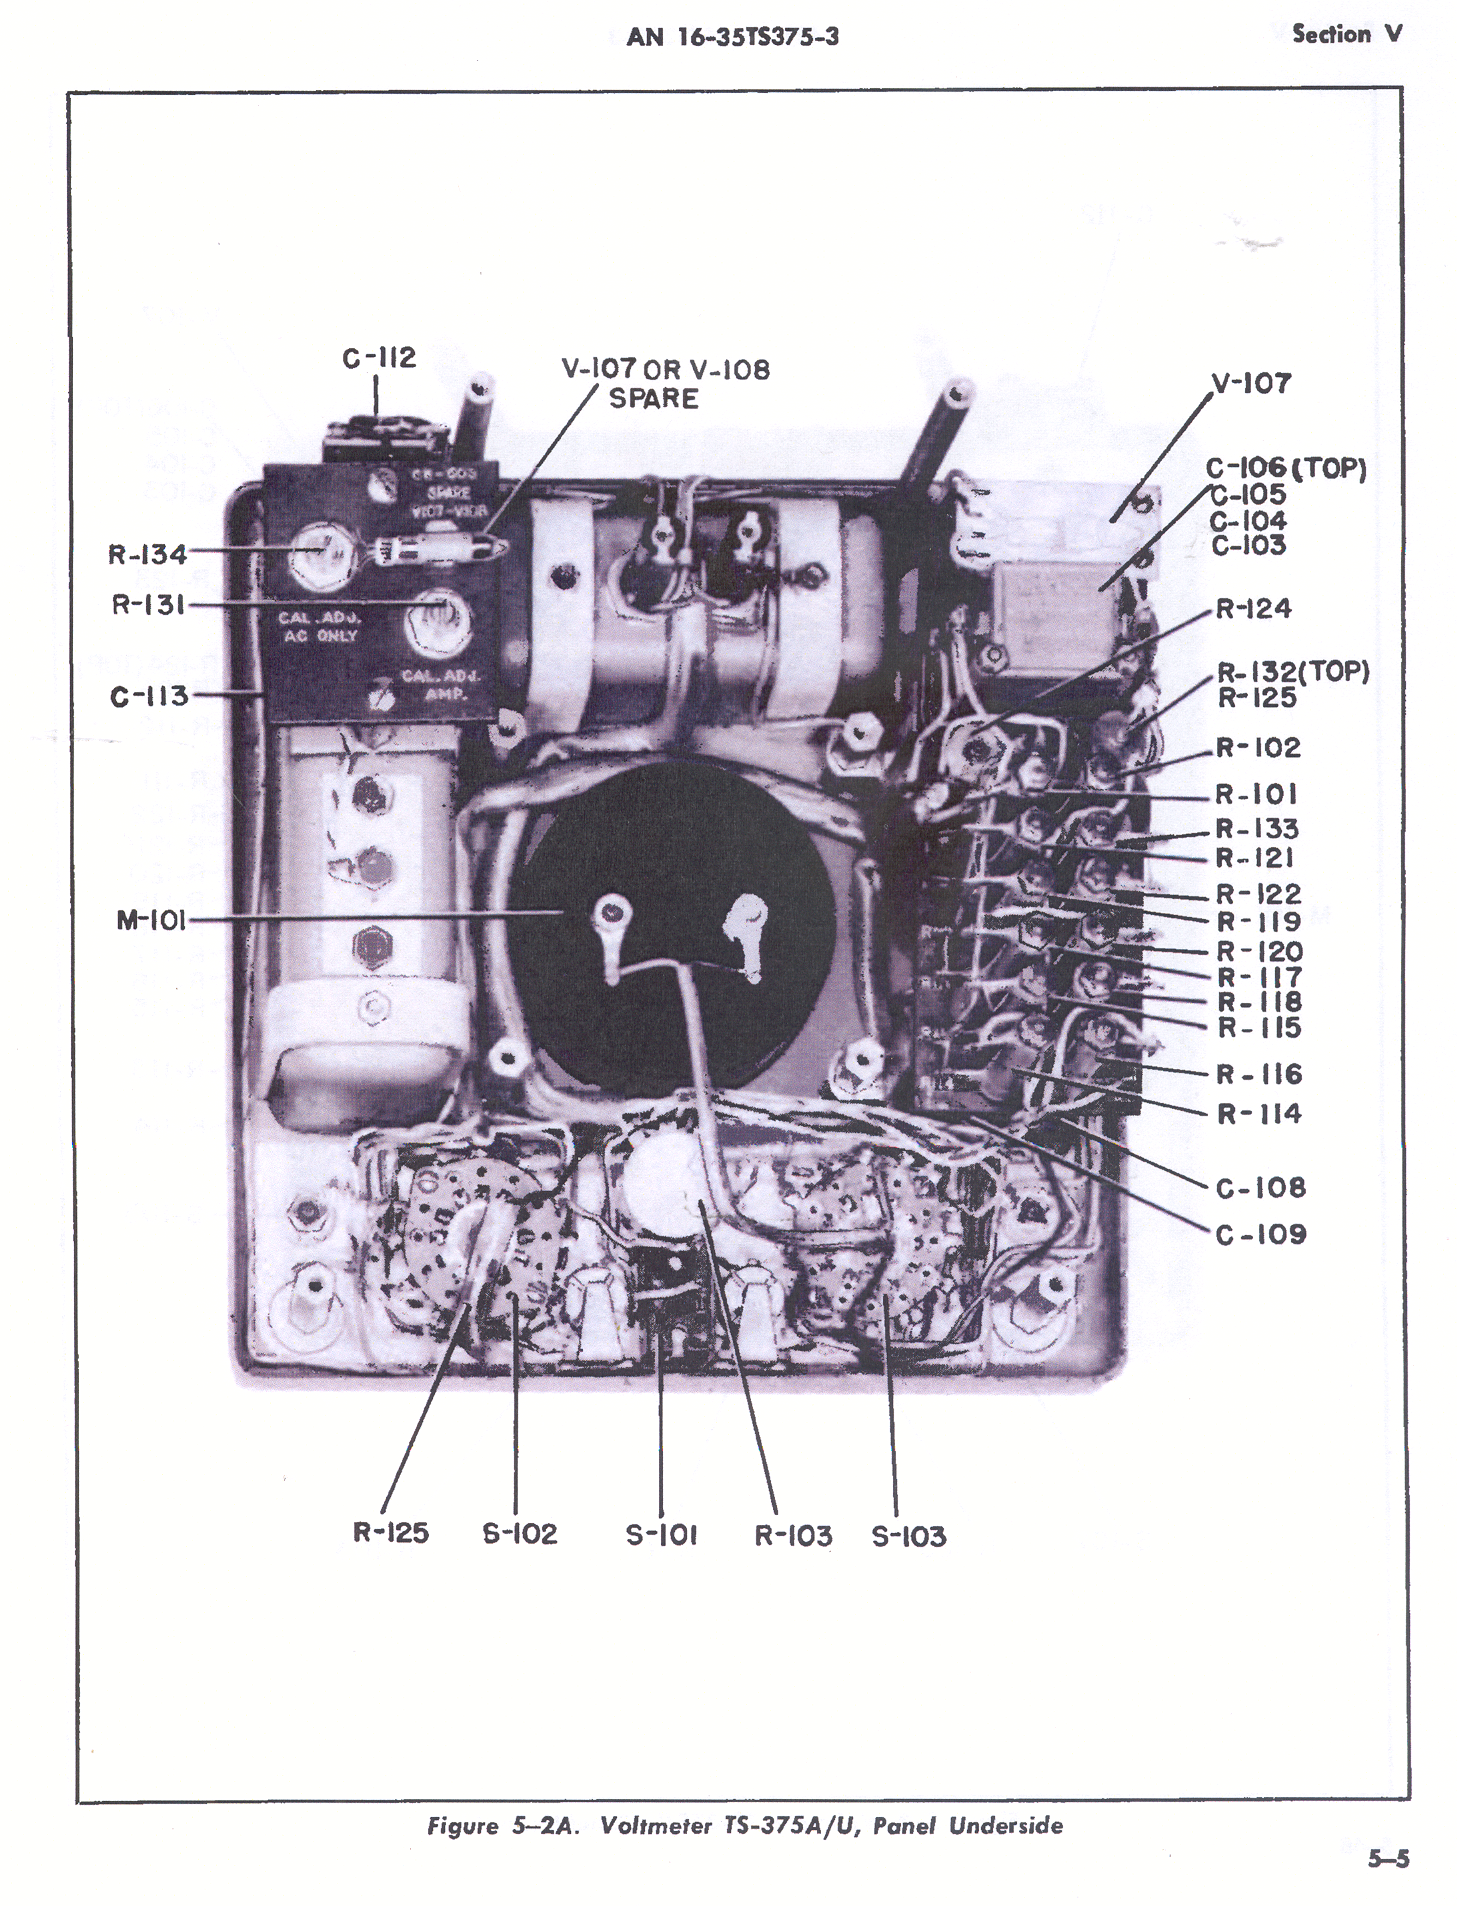 AN 16-35TS375-3
Section V
C-112
V-107 OR V-108
SPARE
V-107
C-106 (TOP)
C-105
C-104
C-103
SPARE
V107-V108
R-134
R-131
CAL. ADJ.
AC ONLY
CAL. ADJ.
AMP.
C-113
R-124
R-132(TOP)
R-125
R-102
R-101
R-133
R-121
R-122
R-119
R-120
R-117
R-118
R-115
R-116
R-114
M-101
C-108
C-109
R-125
S-102
S-101
R-103
S-103
Figure 5-2A. Voltmeter TS-375A/U, Panel Underside
5-5